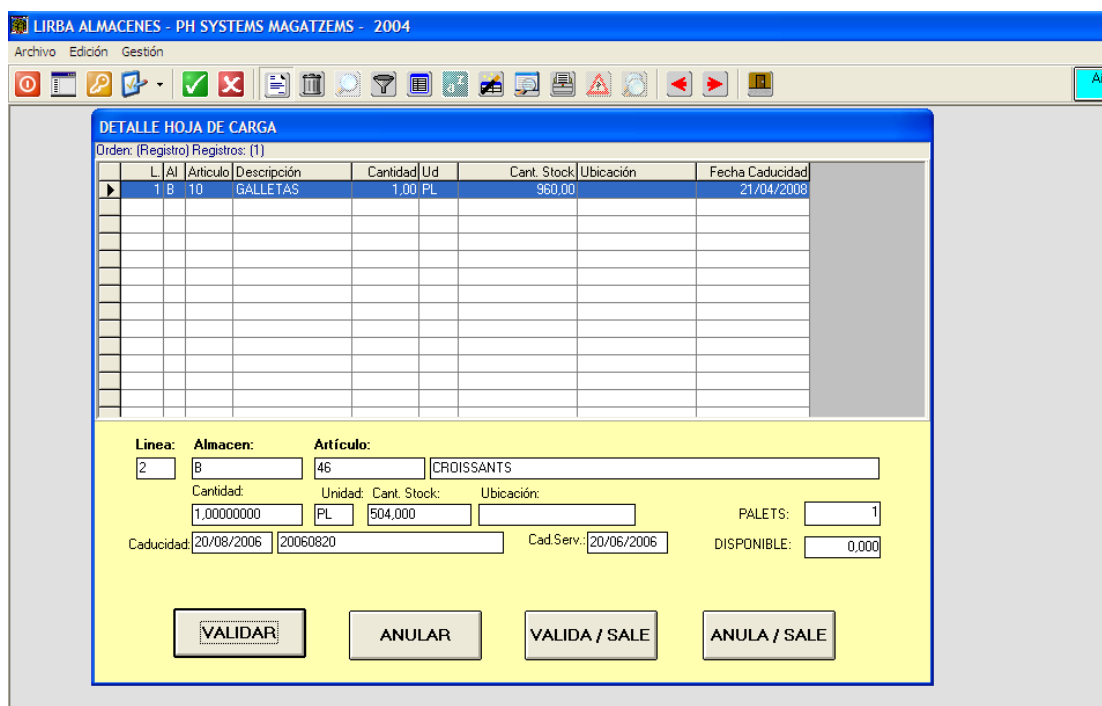 LIRBA ALMACENES - PH SYSTEMS MAGATZEMS - 2004
Archivo Edición Gestión
DETALLE HOJA DE CARGA
Orden: (Registro) Registros: (1)
L. Al Articulo Descripción Cantidad Ud Cant. Stock Ubicación Fecha Caducidad
1 B 10 GALLETAS 1,00 PL 960,00 21/04/2008
Linea: Almacen: Artículo:
2 B 46 CROISSANTS
Cantidad: Unidad: Cant. Stock: Ubicación:
1,00000000 PL 504,000 PALETS: 1
Caducidad: 20/08/2006 20060820 Cad.Serv.: 20/06/2006 DISPONIBLE: 0,000
VALIDAR ANULAR VALIDA / SALE ANULA / SALE